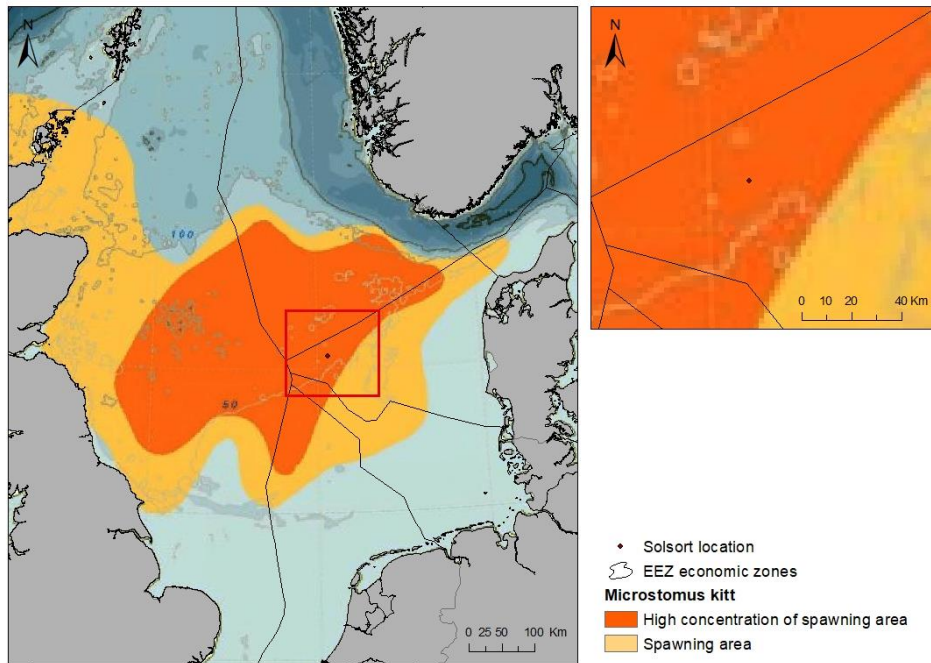 N
100
50
0 25 50 100 Km
N
0 10 20 40 Km
Solsort location
EEZ economic zones
Microstomus kitt
High concentration of spawning area
Spawning area